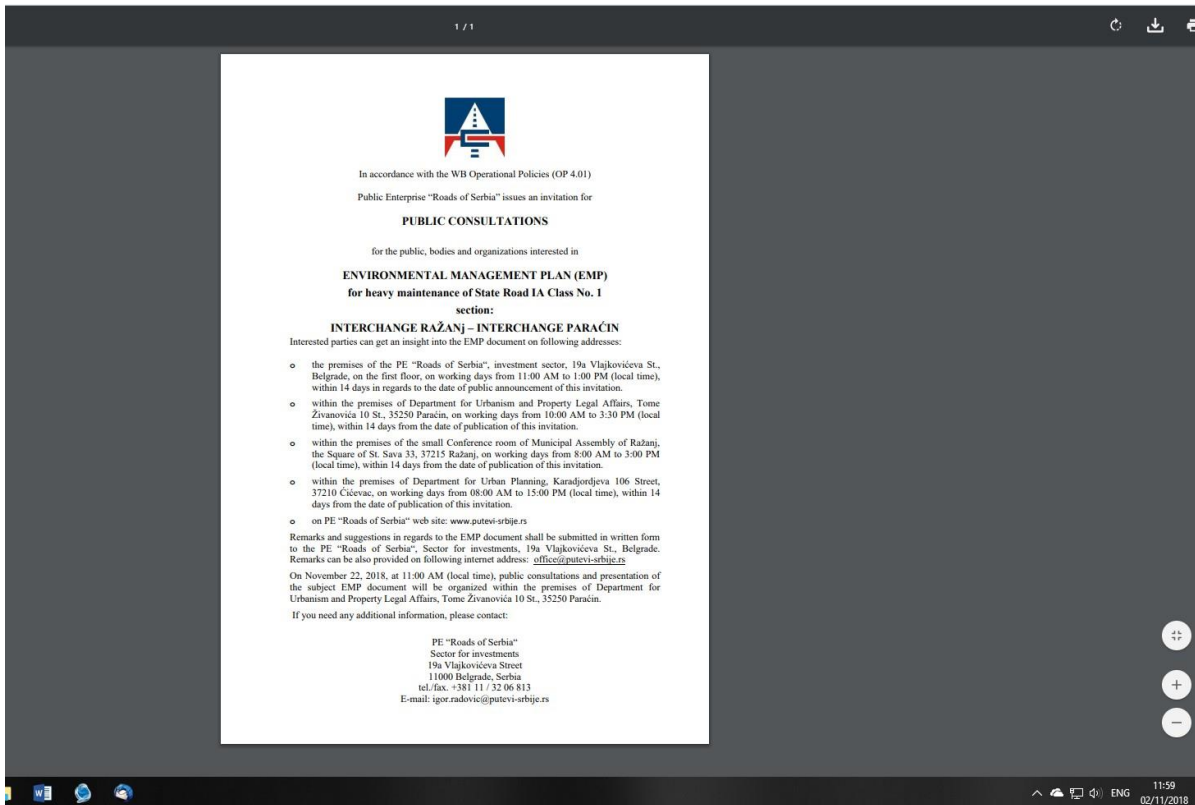 1 / 1
In accordance with the WB Operational Policies (OP 4.01)
Public Enterprise “Roads of Serbia” issues an invitation for
PUBLIC CONSULTATIONS
for the public, bodies and organizations interested in
ENVIRONMENTAL MANAGEMENT PLAN (EMP)
for heavy maintenance of State Road IA Class No. 1
section:
INTERCHANGE RAŽANj – INTERCHANGE PARAĆIN
Interested parties can get an insight into the EMP document on following addresses:
o the premises of the PE “Roads of Serbia“, investment sector, 19a Vlajkovićeva St.,
Belgrade, on the first floor, on working days from 11:00 AM to 1:00 PM (local time),
within 14 days in regards to the date of public announcement of this invitation.
o within the premises of Department for Urbanism and Property Legal Affairs, Tome
Živanovića 10 St., 35250 Paraćin, on working days from 10:00 AM to 3:30 PM (local
time), within 14 days from the date of publication of this invitation.
o within the premises of the small Conference room of Municipal Assembly of Ražanj,
the Square of St. Sava 33, 37215 Ražanj, on working days from 8:00 AM to 3:00 PM
(local time), within 14 days from the date of publication of this invitation.
o within the premises of Department for Urban Planning, Karadjordjeva 106 Street,
37210 Ćićevac, on working days from 08:00 AM to 15:00 PM (local time), within 14
days from the date of publication of this invitation.
o on PE “Roads of Serbia“ web site: www.putevi-srbije.rs
Remarks and suggestions in regards to the EMP document shall be submitted in written form
to the PE “Roads of Serbia“, Sector for investments, 19a Vlajkovićeva St., Belgrade.
Remarks can be also provided on following internet address: office@putevi-srbije.rs
On November 22, 2018, at 11:00 AM (local time), public consultations and presentation of
the subject EMP document will be organized within the premises of Department for
Urbanism and Property Legal Affairs, Tome Živanovića 10 St., 35250 Paraćin.
If you need any additional information, please contact:
PE “Roads of Serbia“
Sector for investments
19a Vlajkovićeva Street
11000 Belgrade, Serbia
tel./fax. +381 11 / 32 06 813
E-mail: igor.radovic@putevi-srbije.rs
ENG
11:59
02/11/2018